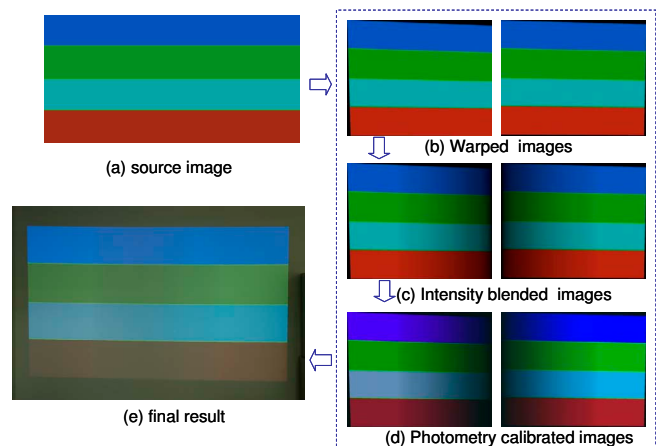 (a) source image
(b) Warped images
(c) Intensity blended images
(d) Photometry calibrated images
(e) final result